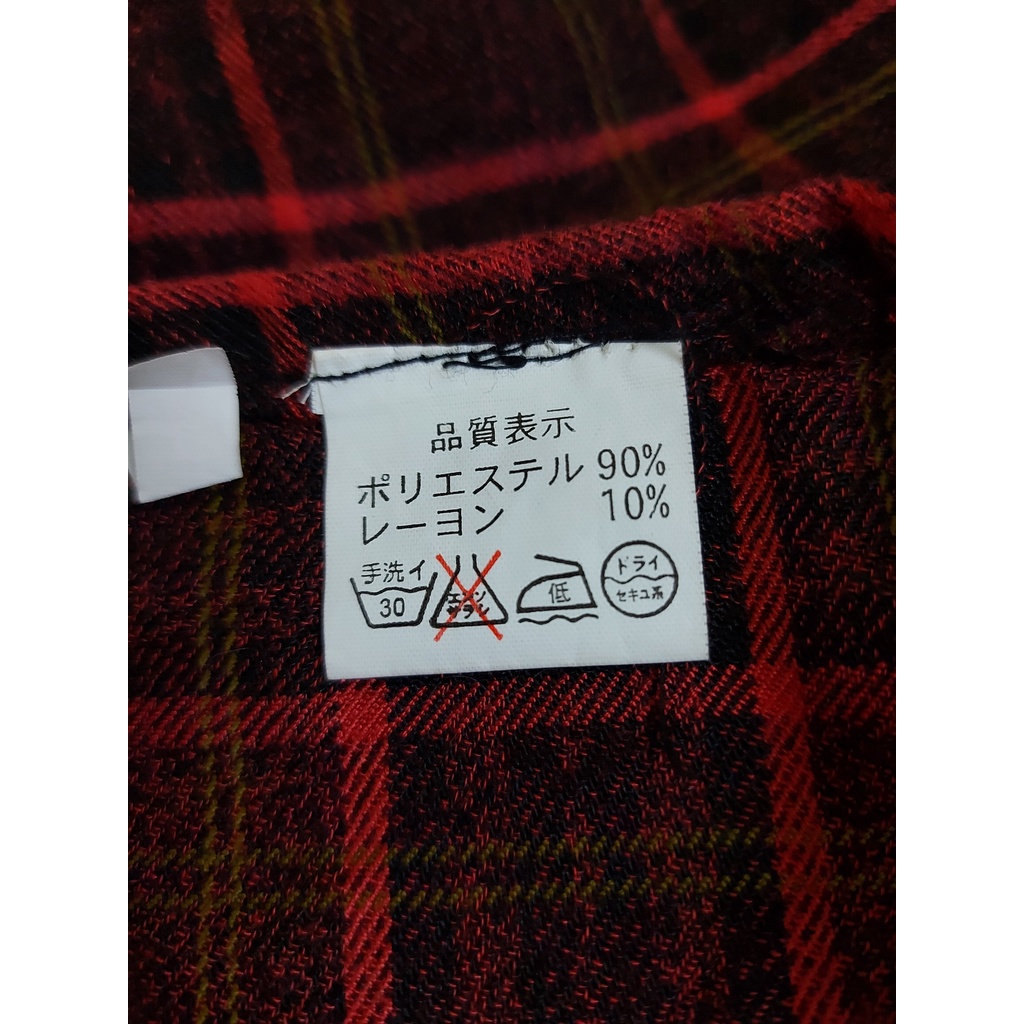 品質表示
ポリエステル 90%
レーヨン 10%
手洗イ
30
エンソ
サラシ
低
ドライ
セキユ系